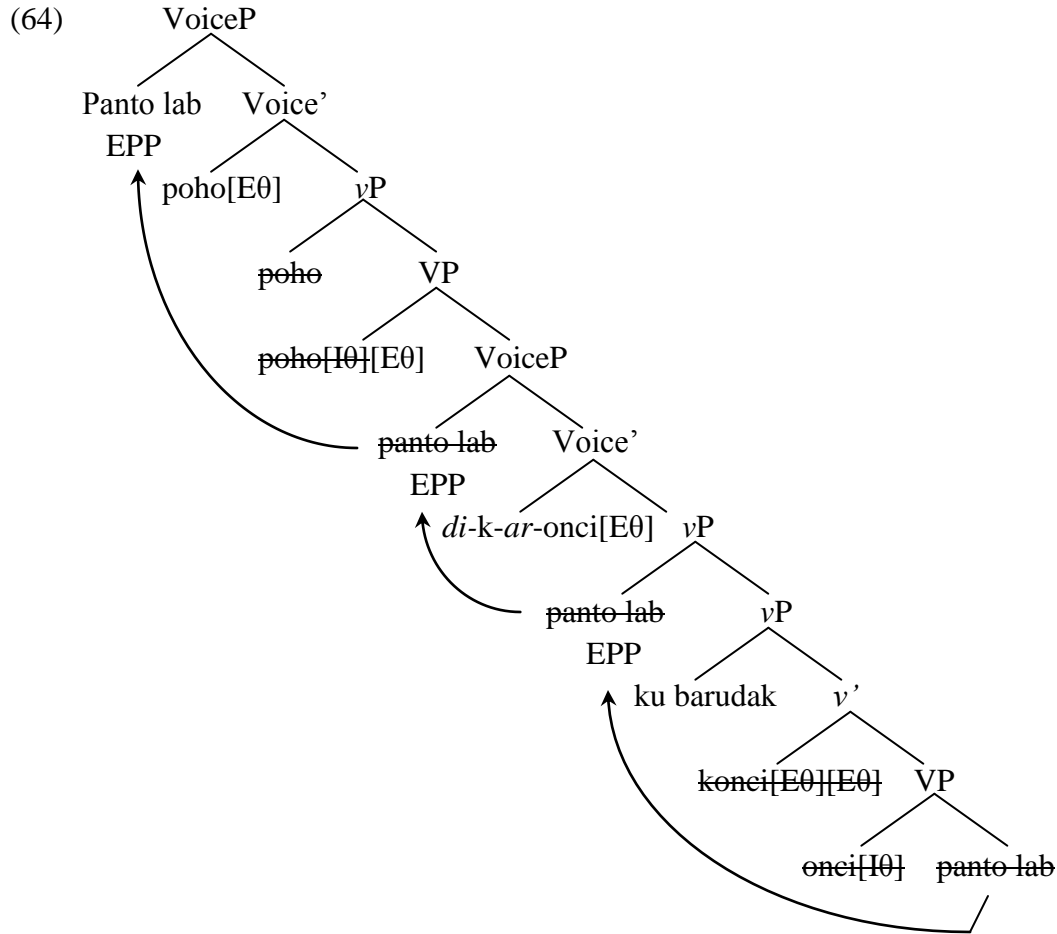 (64) VoiceP
Panto lab Voice’
EPP
poho[Eθ] vP
poho VP
poho[Iθ][Eθ] VoiceP
panto lab Voice’
EPP
di-k-ar-onci[Eθ] vP
panto lab vP
EPP
ku barudak v’
konci[Eθ][Eθ] VP
onci[Iθ] panto lab